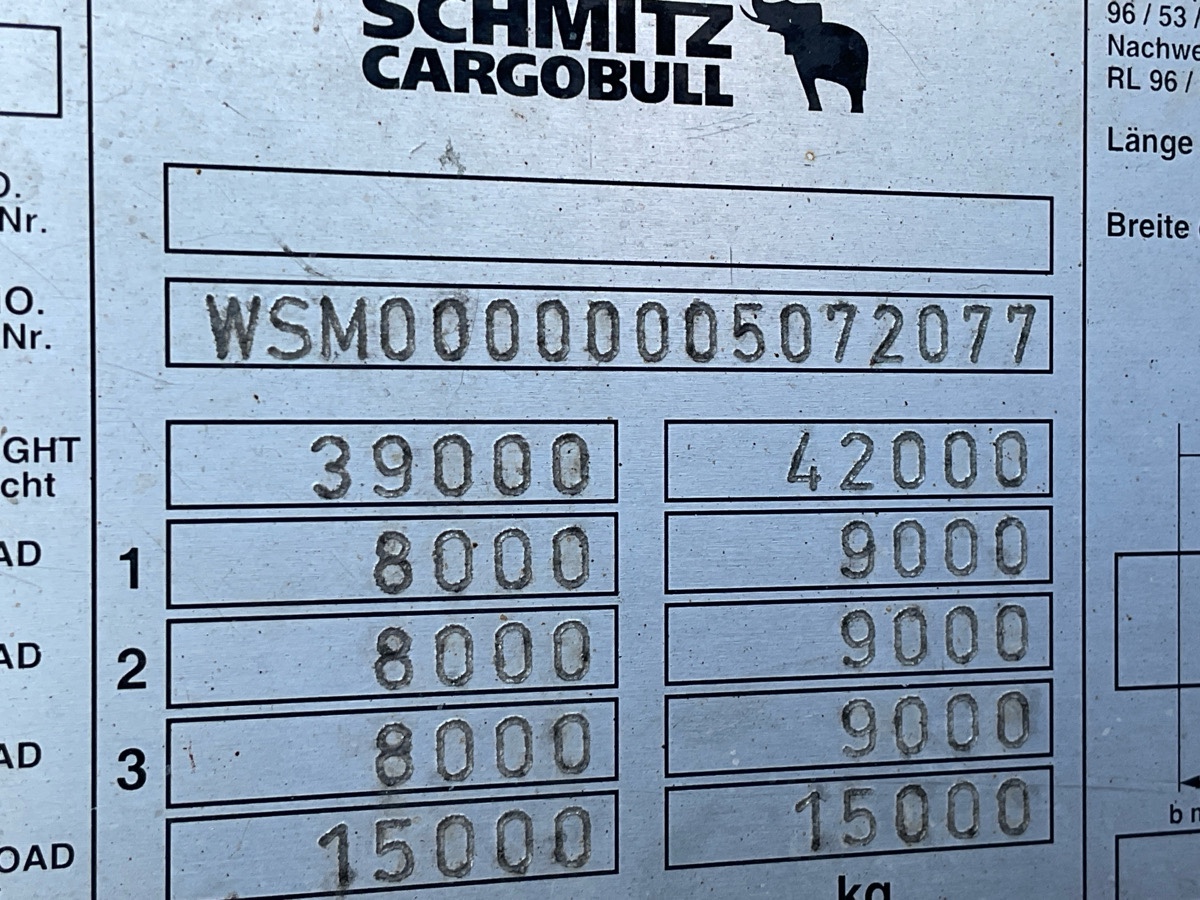 SCHMITZ
CARGOBULL
96 / 53 /
Nachwe
RL 96 /
Länge
Breite
O.
Nr.
WSM00000005072077
NO.
Nr.
GHT
cht
39000
42000
AD
1
8000
9000
AD
2
8000
9000
AD
3
8000
9000
OAD
15000
15000
kg